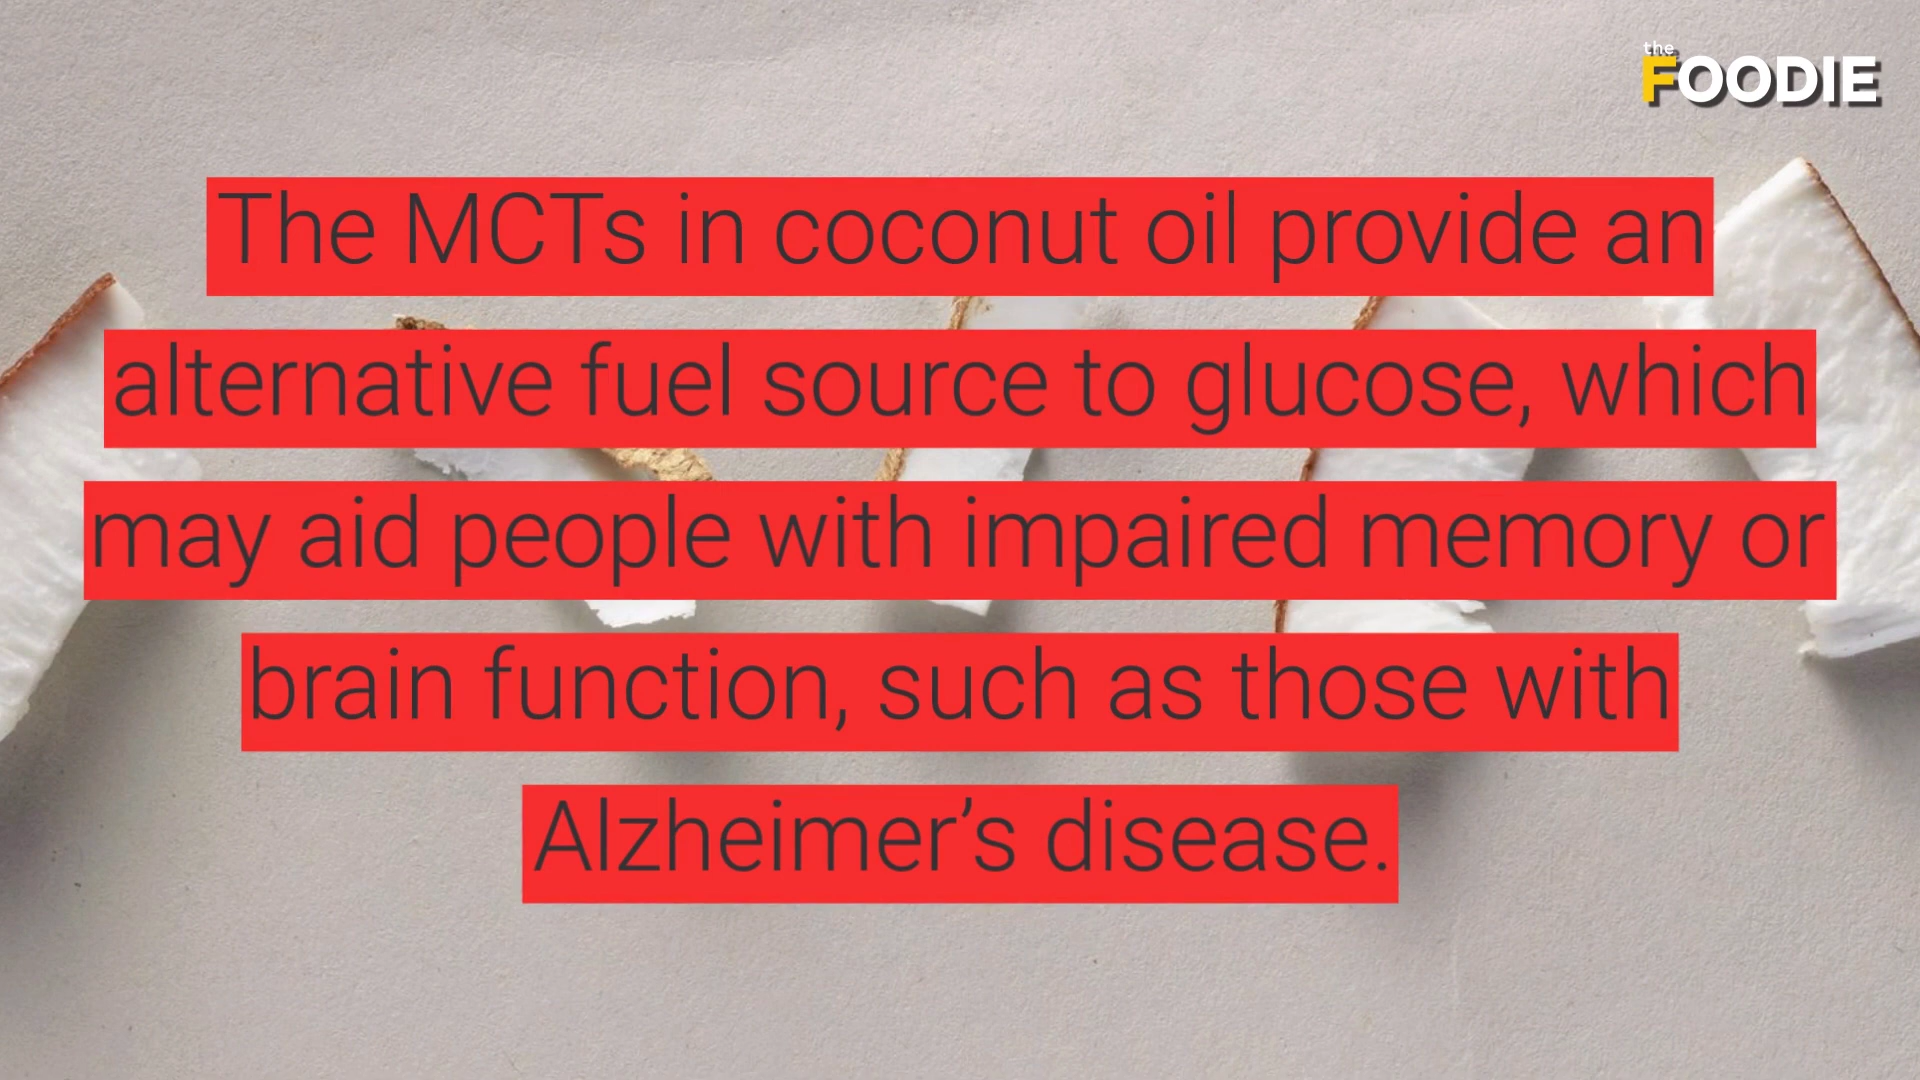 the
FOODIE
The MCTs in coconut oil provide an
alternative fuel source to glucose, which
may aid people with impaired memory or
brain function, such as those with
Alzheimer’s disease.